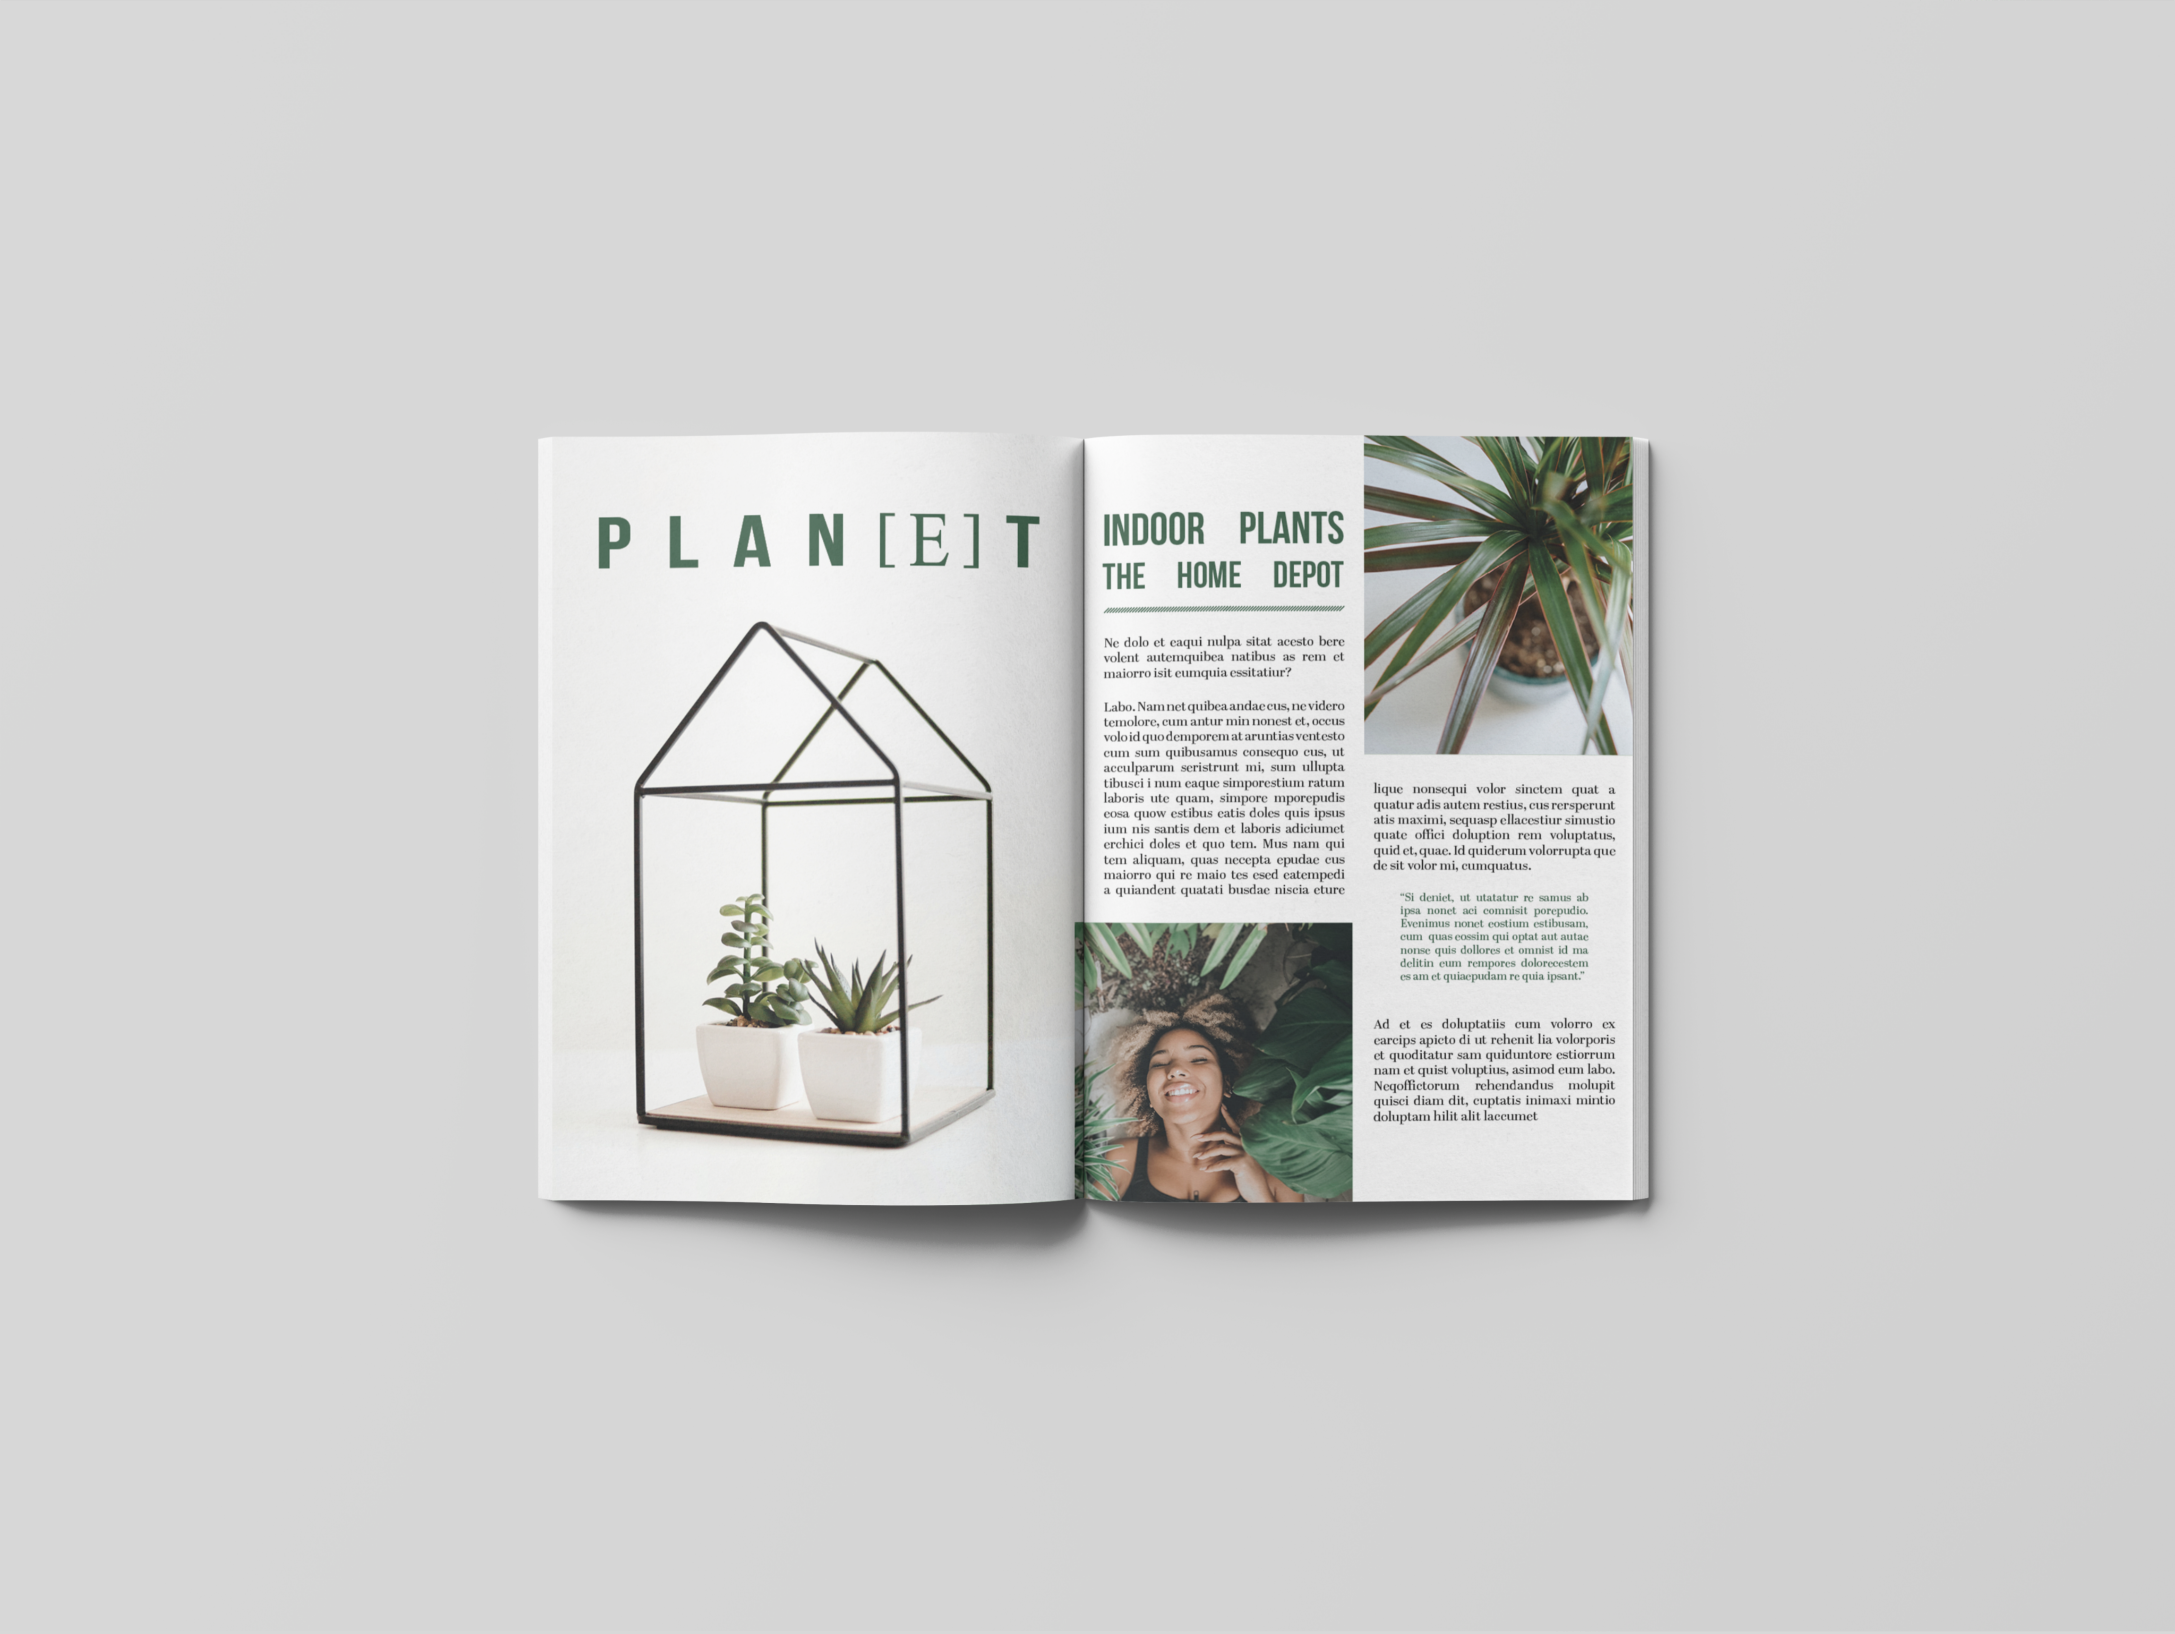 PLAN[E]T
INDOOR PLANTS
THE HOME DEPOT
Ne dolo et eaqui nulpa sitat acesto bere
volent autemquibea natibus as rem et
maiorro isit eumquia essitatiur?
Labo. Nam net quibea andae cus, ne videro
temolore, cum antur min nonest et, occus
volo id quo demporem at aruntias ventesto
cum sum quibusamus consequo cus, ut
acculparum seristrunt mi, sum ullupta
tibusci i num eaque simporestium ratum
laboris ute quam, simpore mporepudis
eosa quow estibus eatis doles quis ipsus
ium nis santis dem et laboris adiciumet
erchici doles et quo tem. Mus nam qui
tem aliquam, quas necepta epudae cus
maiorro qui re maio tes esed eatempedi
a quiandent quatati busdae niscia eture
lique nonsequi volor sinctem quat a
quatur adis autem restius, cus rersperunt
atis maximi, sequasp ellacestiur simustio
quate offici doluption rem voluptatus,
quid et, quae. Id quiderum volorrupta que
de sit volor mi, cumquatus.
“Si deniet, ut utatatur re samus ab
ipsa nonet aci comnisit porepudio.
Evenimus nonet eostium estibusam,
cum quas eossim qui optat aut autae
nonse quis dollores et omnist id ma
delitin eum rempores dolorecestem
es am et quiaepudam re quia ipsant.”
Ad et es doluptatiis cum volorro ex
earcips apicto di ut rehenit lia volorporis
et quoditatur sam quiduntore estiorrum
nam et quist voluptius, asimod eum labo.
Neqoffictorum rehendandus molupit
quisci diam dit, cuptatis inimaxi mintio
doluptam hilit alit laccumet